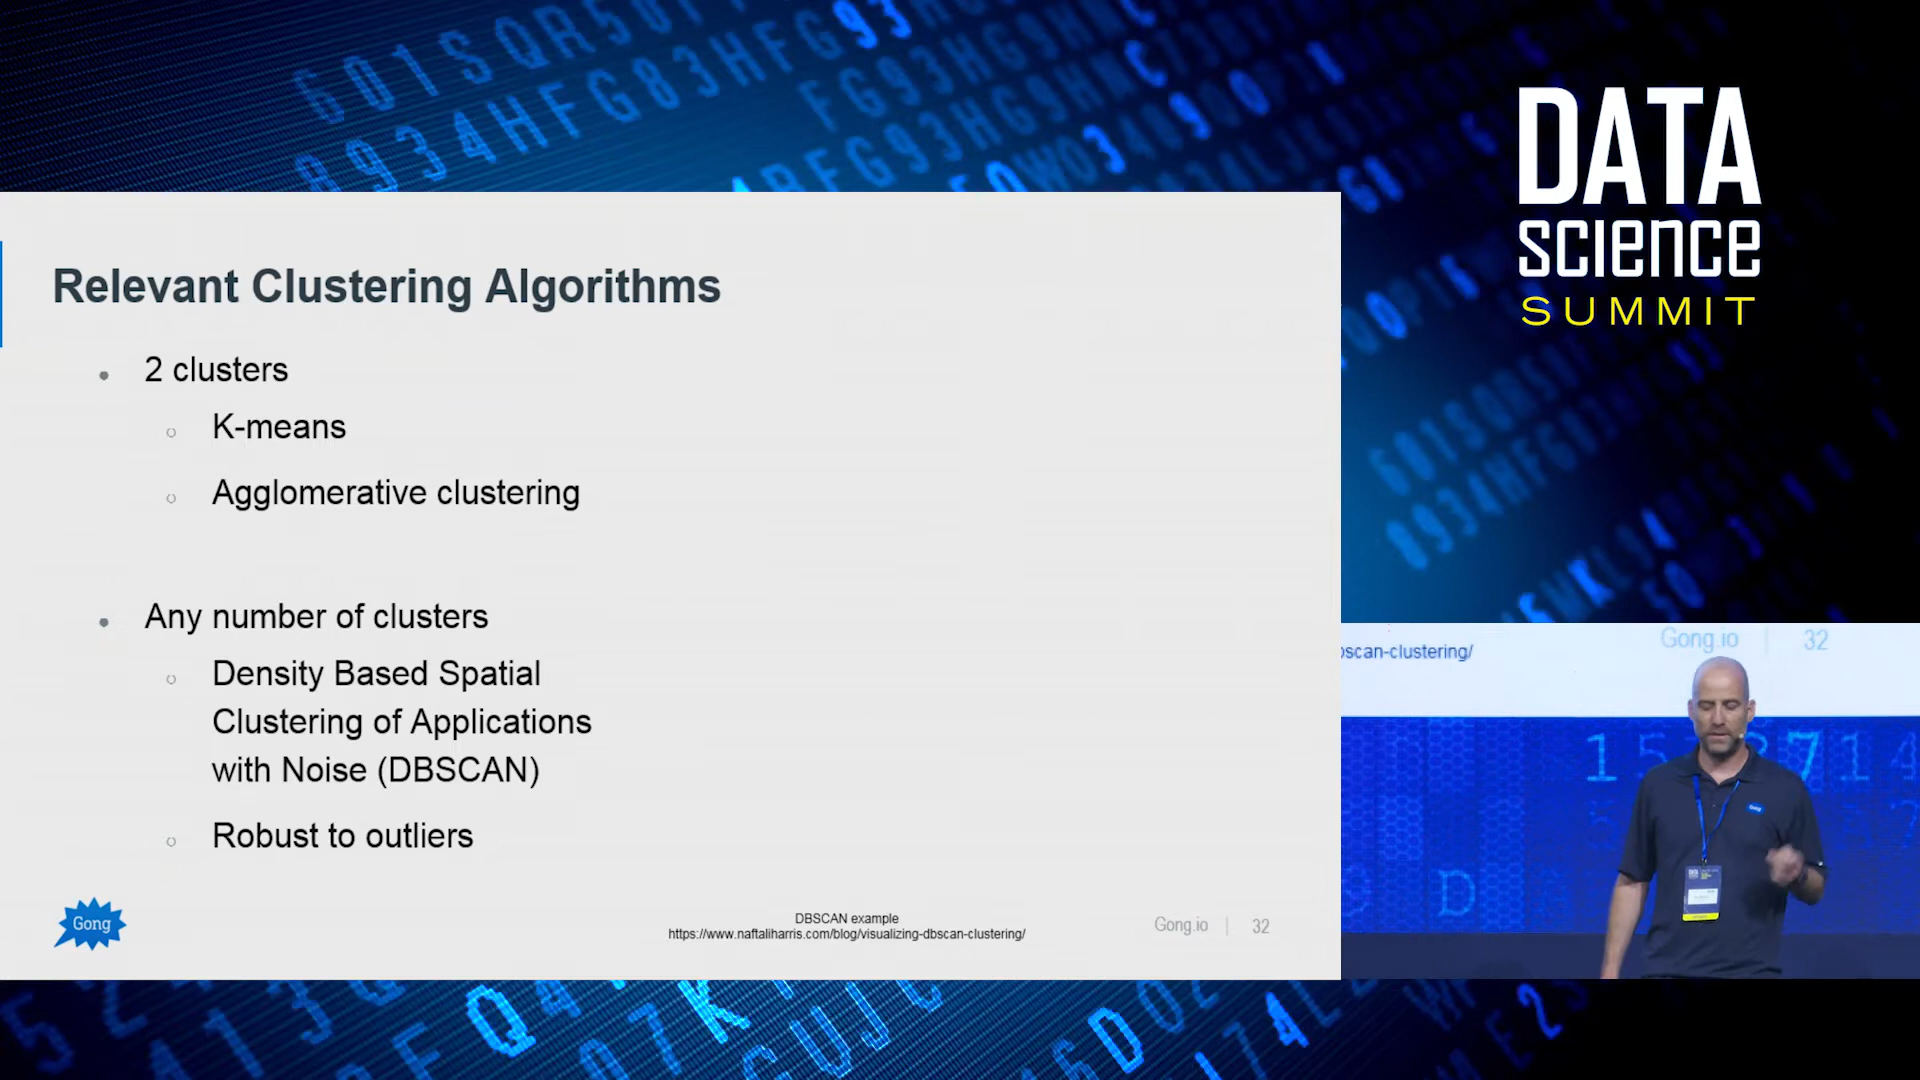 DATA
science
SUMMIT
Relevant Clustering Algorithms
2 clusters
K-means
Agglomerative clustering
Any number of clusters
Density Based Spatial
Clustering of Applications
with Noise (DBSCAN)
Robust to outliers
Gong
DBSCAN example
https://www.naftaliharris.com/blog/visualizing-dbscan-clustering/
Gong.io | 32
scan-clustering/
Gong.io | 32